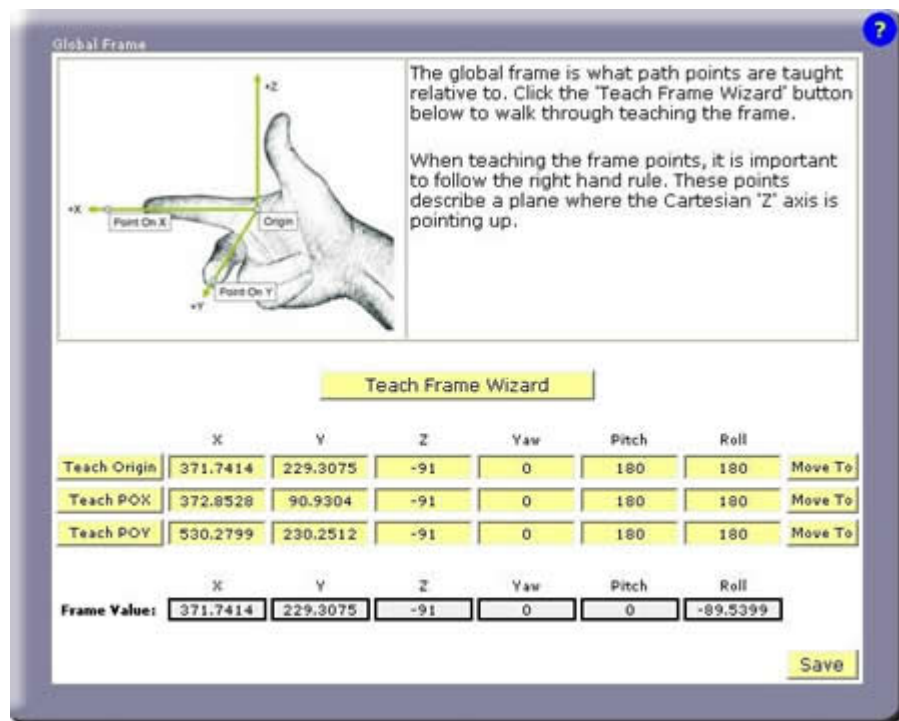 ?
Global Frame
+Z
+X
Point On X
Origin
Point On Y
+Y
The global frame is what path points are taught
relative to. Click the 'Teach Frame Wizard' button
below to walk through teaching the frame.
When teaching the frame points, it is important
to follow the right hand rule. These points
describe a plane where the Cartesian 'Z' axis is
pointing up.
Teach Frame Wizard
X Y Z Yaw Pitch Roll
Teach Origin 371.7414 229.3075 -91 0 180 180 Move To
Teach POX 372.8528 90.9304 -91 0 180 180 Move To
Teach POY 530.2799 230.2512 -91 0 180 180 Move To
X Y Z Yaw Pitch Roll
Frame Value: 371.7414 229.3075 -91 0 0 -89.5399
Save